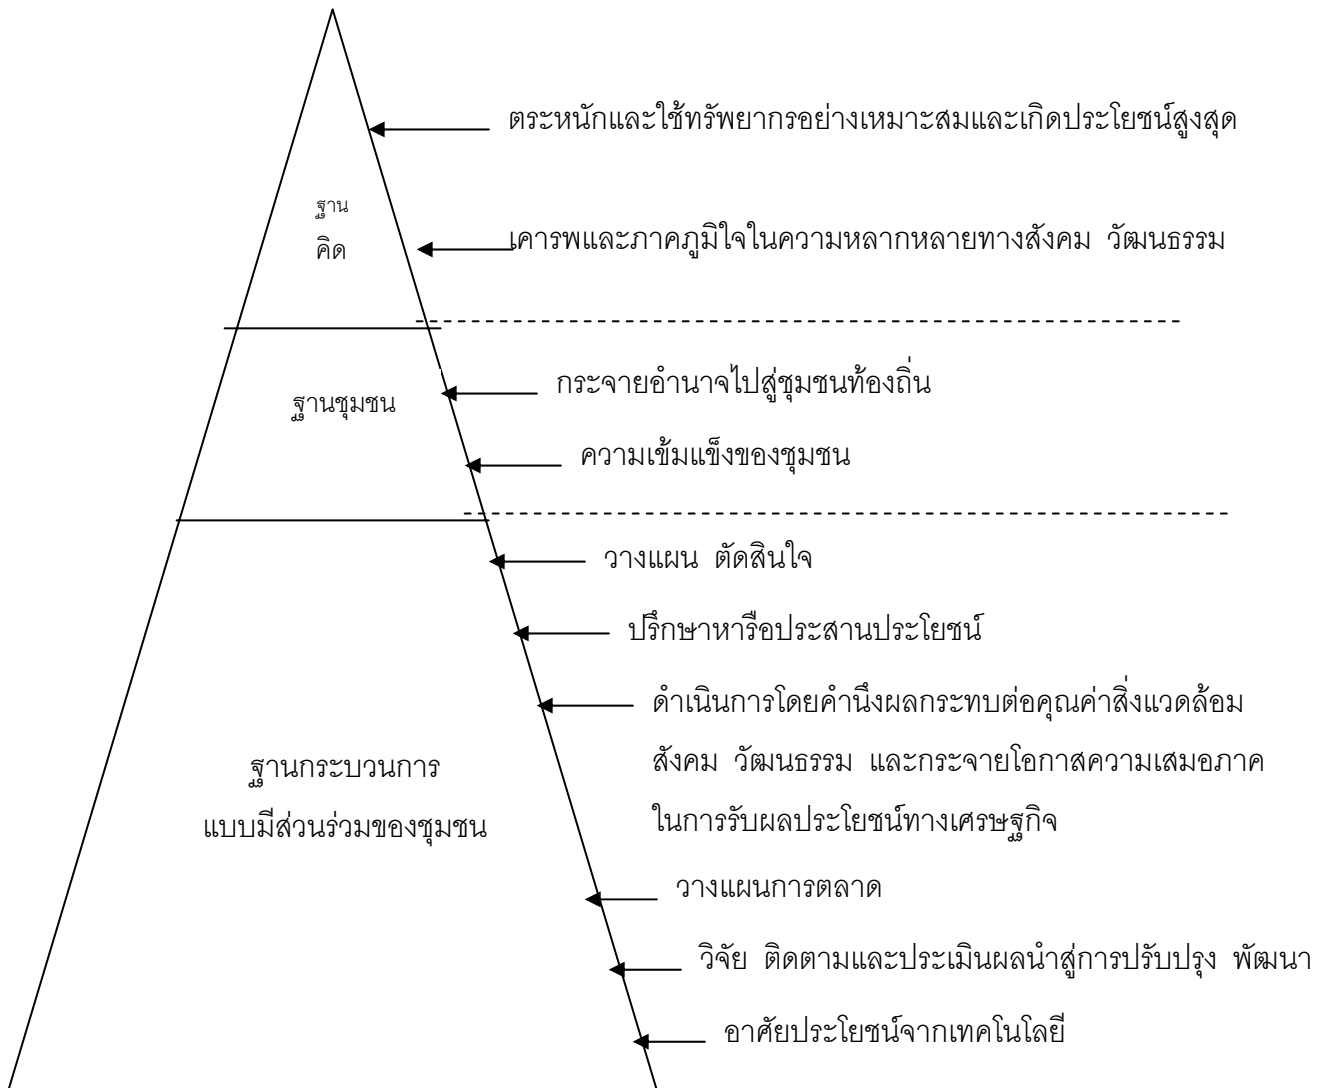 ตระหนักและใช้ทรัพยากรอย่างเหมาะสมและเกิดประโยชน์สูงสุด
ฐาน
คิด
เคารพและภาคภูมิใจในความหลากหลายทางสังคม วัฒนธรรม
กระจายอำนาจไปสู่ชุมชนท้องถิ่น
ฐานชุมชน
ความเข้มแข็งของชุมชน
วางแผน ตัดสินใจ
ปรึกษาหารือประสานประโยชน์
ดำเนินการโดยคำนึงผลกระทบต่อคุณค่าสิ่งแวดล้อม
สังคม วัฒนธรรม และกระจายโอกาสความเสมอภาค
ในการรับผลประโยชน์ทางเศรษฐกิจ
ฐานกระบวนการ
แบบมีส่วนร่วมของชุมชน
วางแผนการตลาด
วิจัย ติดตามและประเมินผลนำสู่การปรับปรุง พัฒนา
อาศัยประโยชน์จากเทคโนโลยี